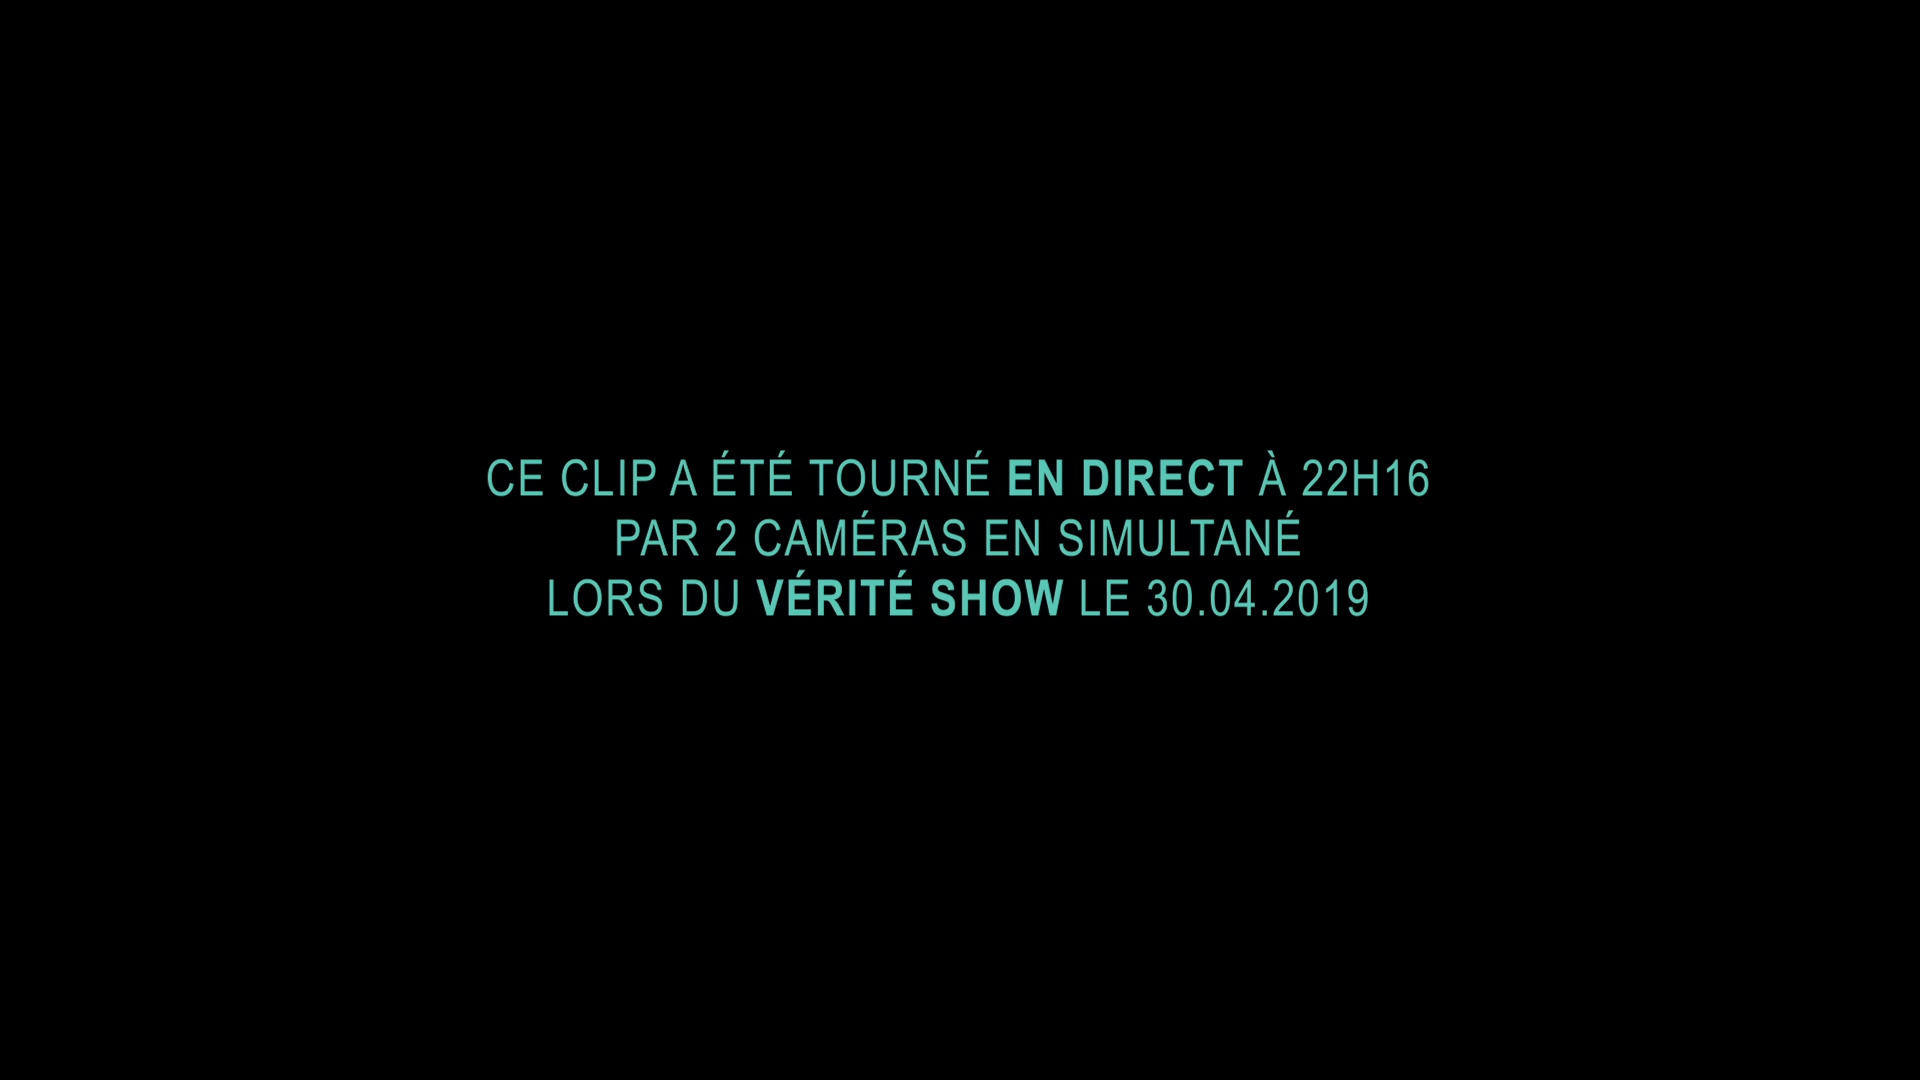 CE CLIP A ÉTÉ TOURNÉ EN DIRECT À 22H16
PAR 2 CAMÉRAS EN SIMULTANÉ
LORS DU VÉRITÉ SHOW LE 30.04.2019